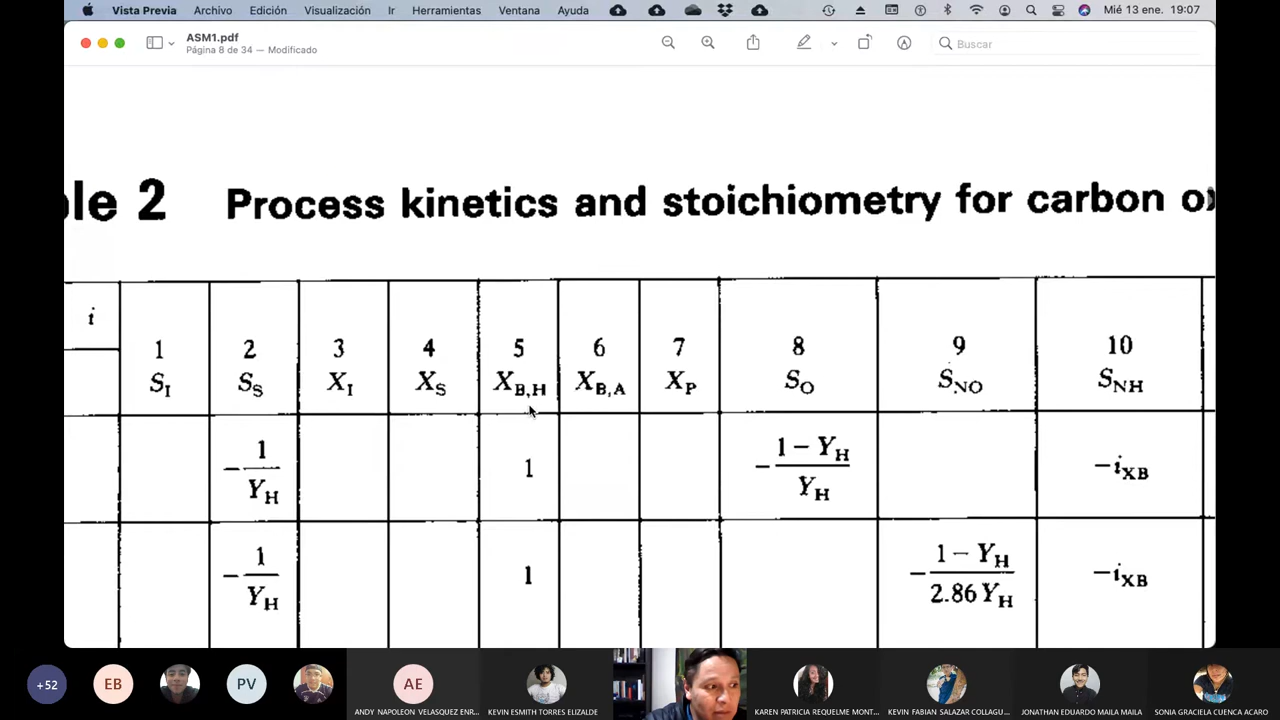 Vista Previa Archivo Edición Visualización Ir Herramientas Ventana Ayuda Mié 13 ene. 19:07
ASM1.pdf
Página 8 de 34 — Modificado
Buscar
ble 2 Process kinetics and stoichiometry for carbon ox
i
1 2 3 4 5 6 7 8 9 10
S_I S_S X_I X_S X_B,H X_B,A X_P S_O S_NO S_NH
−1/Y_H 1 −(1 − Y_H)/Y_H −i_XB
−1/Y_H 1 −(1 − Y_H)/(2.86 Y_H) −i_XB
+52 EB PV AE
ANDY NAPOLEON VELASQUEZ ENR... KEVIN ESMITH TORRES ELIZALDE KAREN PATRICIA REQUELME MONT... KEVIN FABIAN SALAZAR COLLAGU... JONATHAN EDUARDO MAILA MAILA SONIA GRACIELA CUENCA ACARO